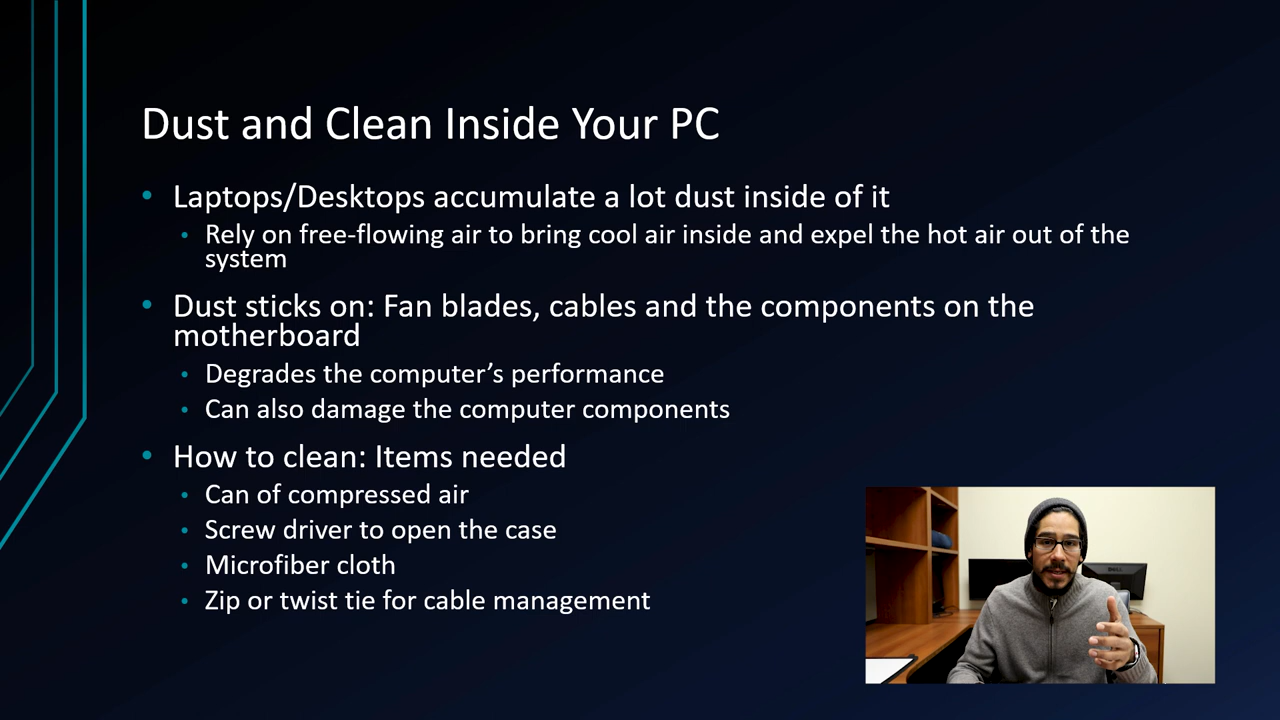 Dust and Clean Inside Your PC
• Laptops/Desktops accumulate a lot dust inside of it
• Rely on free-flowing air to bring cool air inside and expel the hot air out of the
system
• Dust sticks on: Fan blades, cables and the components on the
motherboard
• Degrades the computer’s performance
• Can also damage the computer components
• How to clean: Items needed
• Can of compressed air
• Screw driver to open the case
• Microfiber cloth
• Zip or twist tie for cable management
DELL